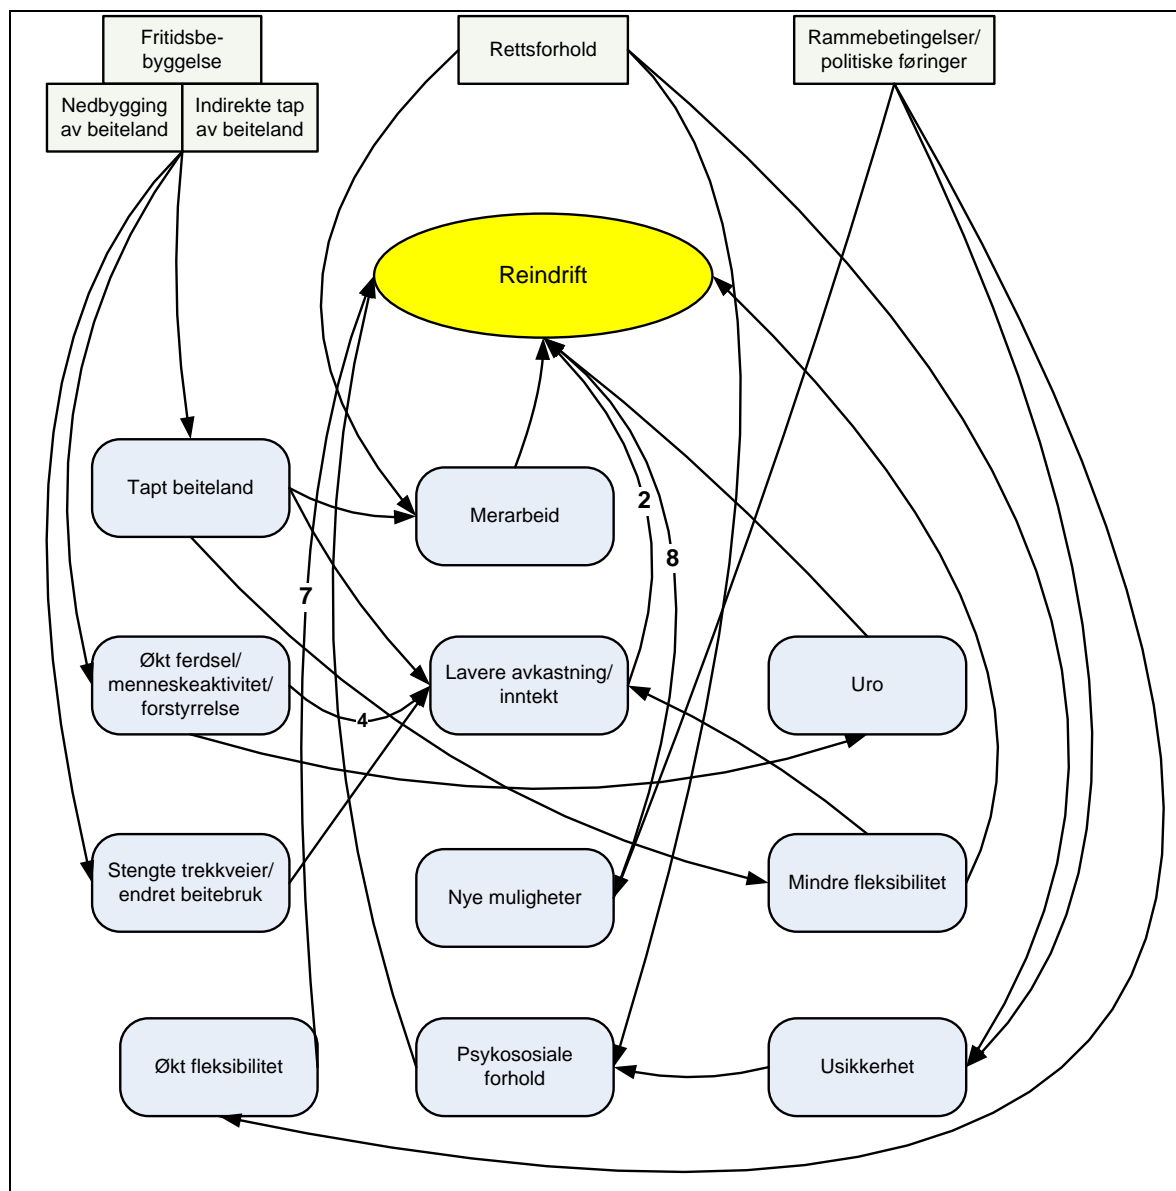 Fritidsbe-
byggelse
Nedbygging
av beiteland
Indirekte tap
av beiteland
Rettsforhold
Rammebetingelser/
politiske føringer
Reindrift
Tapt beiteland
Merarbeid
2
8
7
Økt ferdsel/
menneskeaktivitet/
forstyrrelse
4
Lavere avkastning/
inntekt
Uro
Stengte trekkveier/
endret beitebruk
Nye muligheter
Mindre fleksibilitet
Økt fleksibilitet
Psykososiale
forhold
Usikkerhet